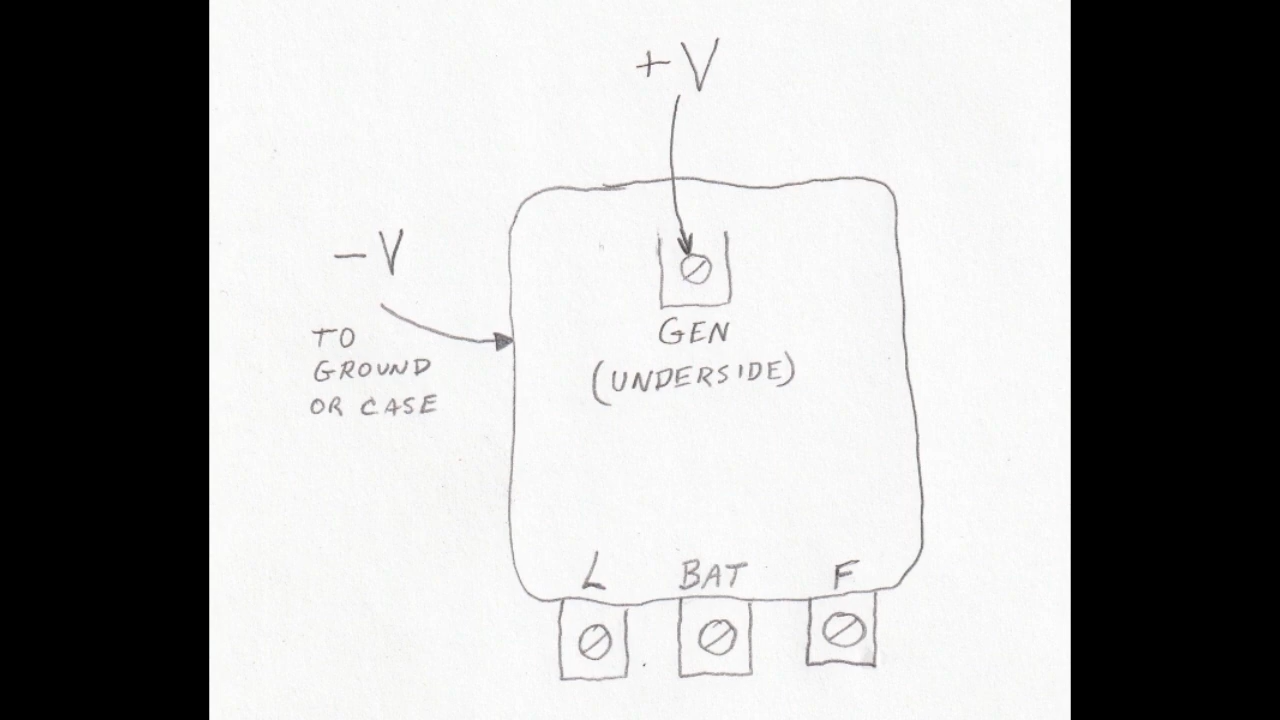 +V
-V
TO
GROUND
OR CASE
GEN
(UNDERSIDE)
L
BAT
F